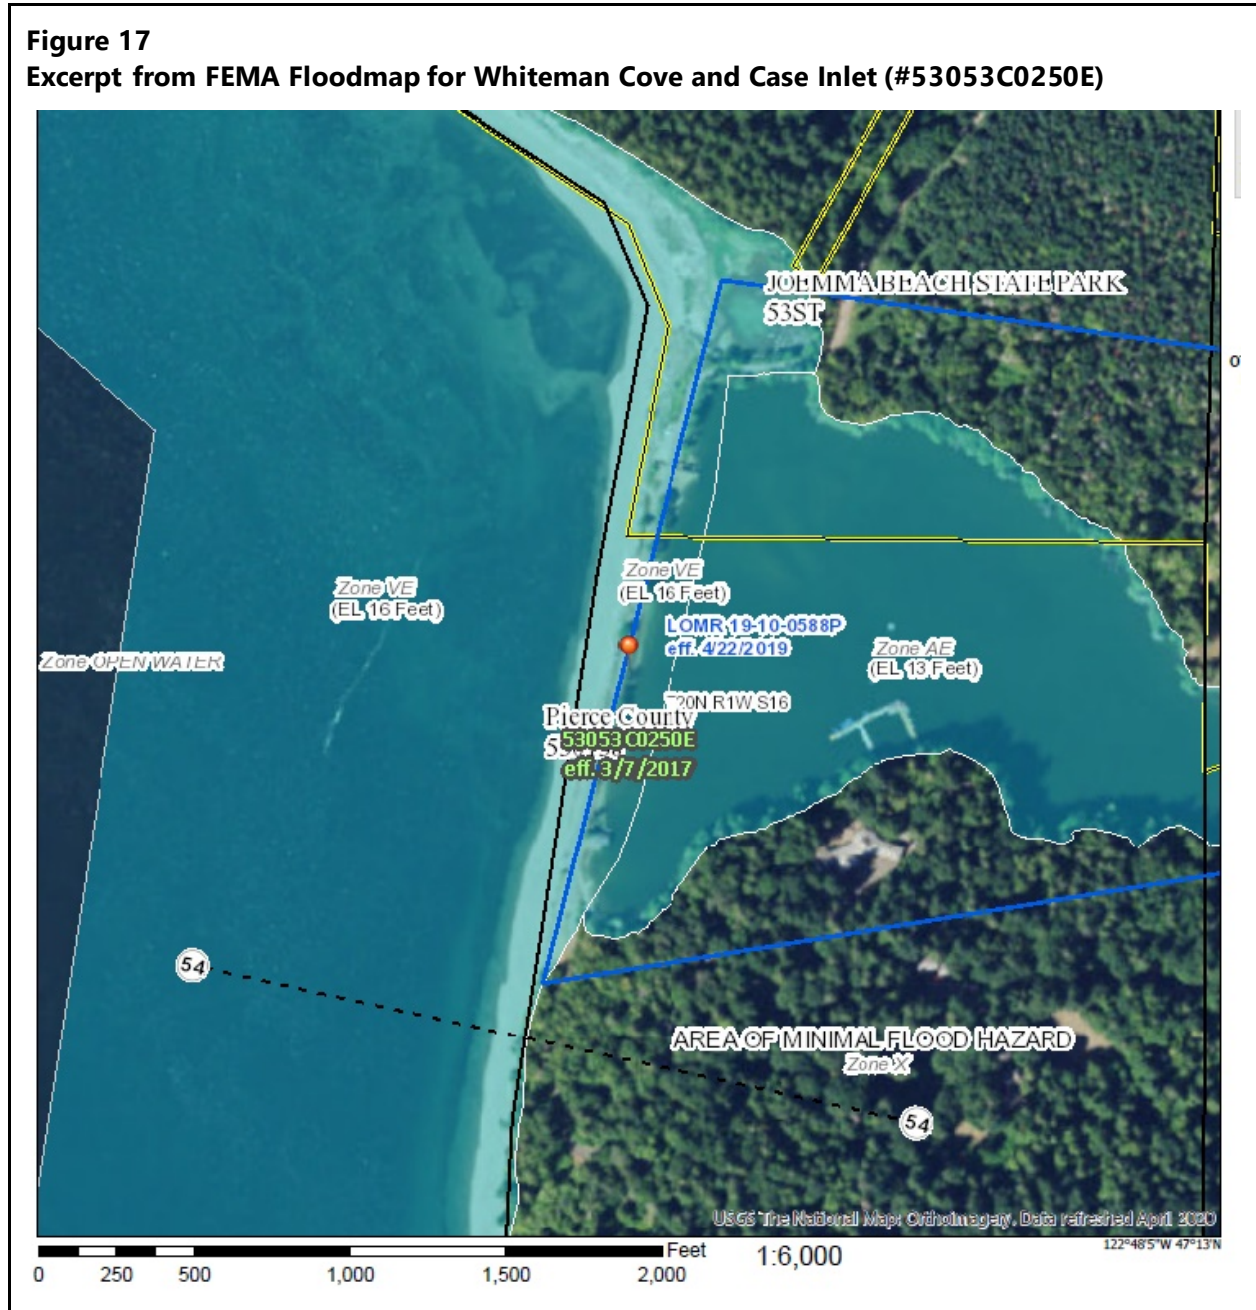 Figure 17
Excerpt from FEMA Floodmap for Whiteman Cove and Case Inlet (#53053C0250E)
JOEMMA BEACH STATE PARK
53ST
Zone VE
(EL 16 Feet)
Zone VE
(EL 16 Feet)
LOMR 19-10-0588P
eff. 4/22/2019
Zone AE
(EL 13 Feet)
Zone OPEN WATER
T20N R1W S16
Pierce County
53053C0250E
eff. 3/7/2017
54
AREA OF MINIMAL FLOOD HAZARD
Zone X
54
USGS The National Map: Orthoimagery. Data refreshed April 2020
Feet
1:6,000
122°48'5"W 47°13'N
0 250 500 1,000 1,500 2,000